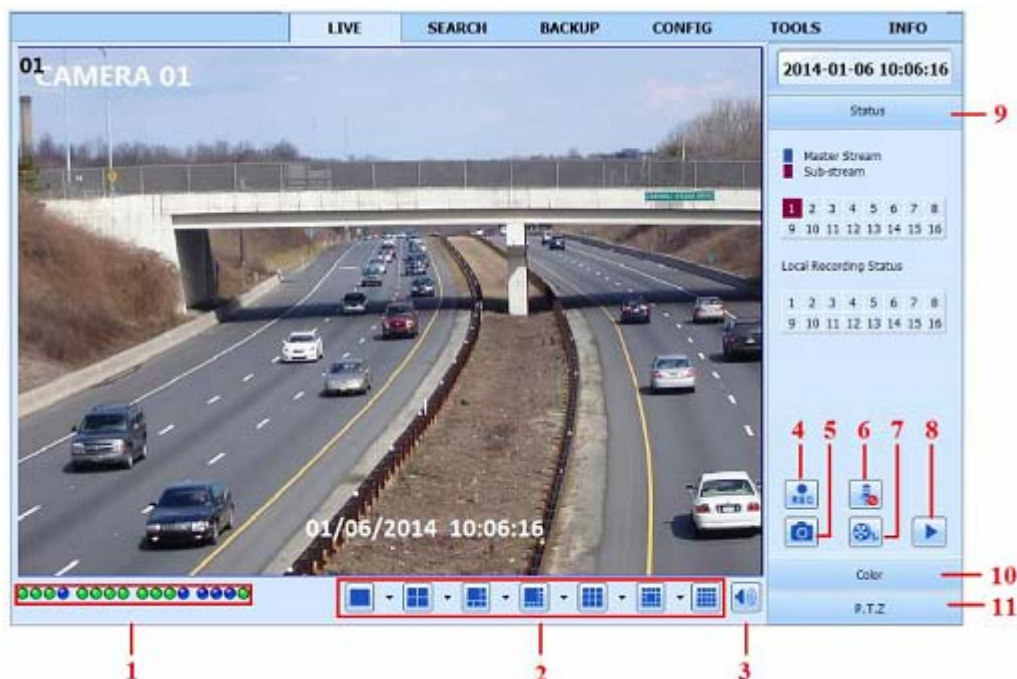 LIVE SEARCH BACKUP CONFIG TOOLS INFO
01
CAMERA 01
2014-01-06 10:06:16
Status
9
Master Stream
Sub-stream
1 2 3 4 5 6 7 8
9 10 11 12 13 14 15 16
Local Recording Status
1 2 3 4 5 6 7 8
9 10 11 12 13 14 15 16
4 5 6 7 8
REC
01/06/2014 10:06:16
Color
10
P.T.Z
11
1 2 3